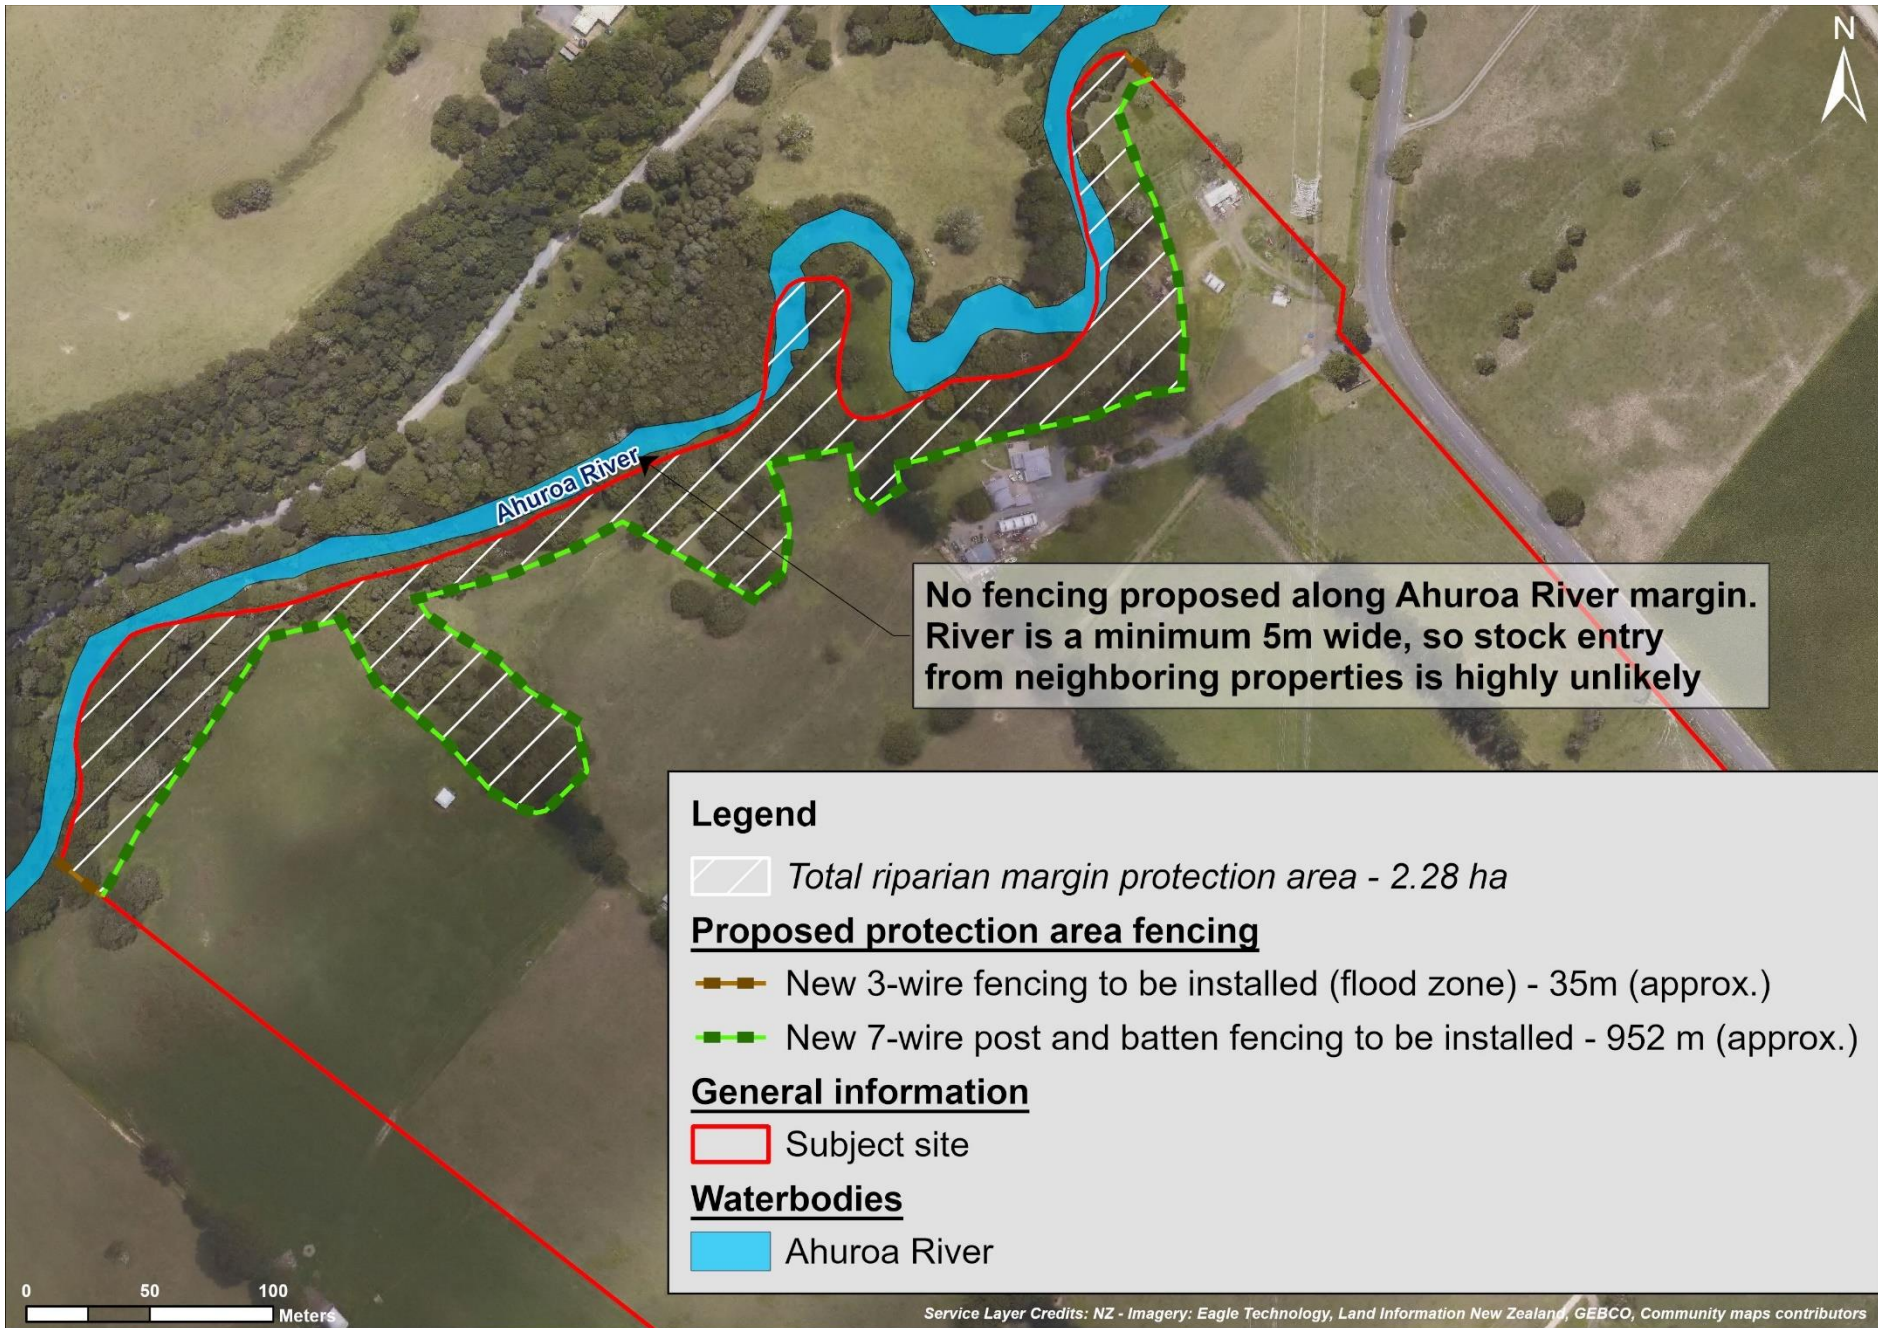 N
Ahuroa River
No fencing proposed along Ahuroa River margin.
River is a minimum 5m wide, so stock entry
from neighboring properties is highly unlikely
Legend
Total riparian margin protection area - 2.28 ha
Proposed protection area fencing
New 3-wire fencing to be installed (flood zone) - 35m (approx.)
New 7-wire post and batten fencing to be installed - 952 m (approx.)
General information
Subject site
Waterbodies
Ahuroa River
0 50 100
Meters
Service Layer Credits: NZ - Imagery: Eagle Technology, Land Information New Zealand, GEBCO, Community maps contributors